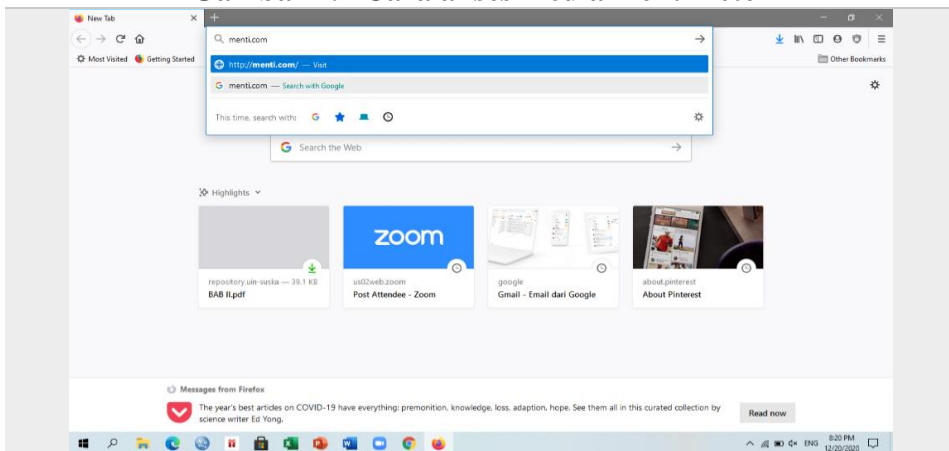 New Tab
menti.com
http://menti.com/ — Visit
menti.com — Search with Google
Most Visited Getting Started Other Bookmarks
This time, search with:
Search the Web
Highlights
zoom
repository.uin-suska — 39.1 KB
BAB II.pdf
us02web.zoom
Post Attendee - Zoom
google
Gmail - Email dari Google
about.pinterest
About Pinterest
Messages from Firefox
The year's best articles on COVID-19 have everything: premonition, knowledge, loss, adaption, hope. See them all in this curated collection by
science writer Ed Yong.
Read now
ENG
8:20 PM
12/20/2020